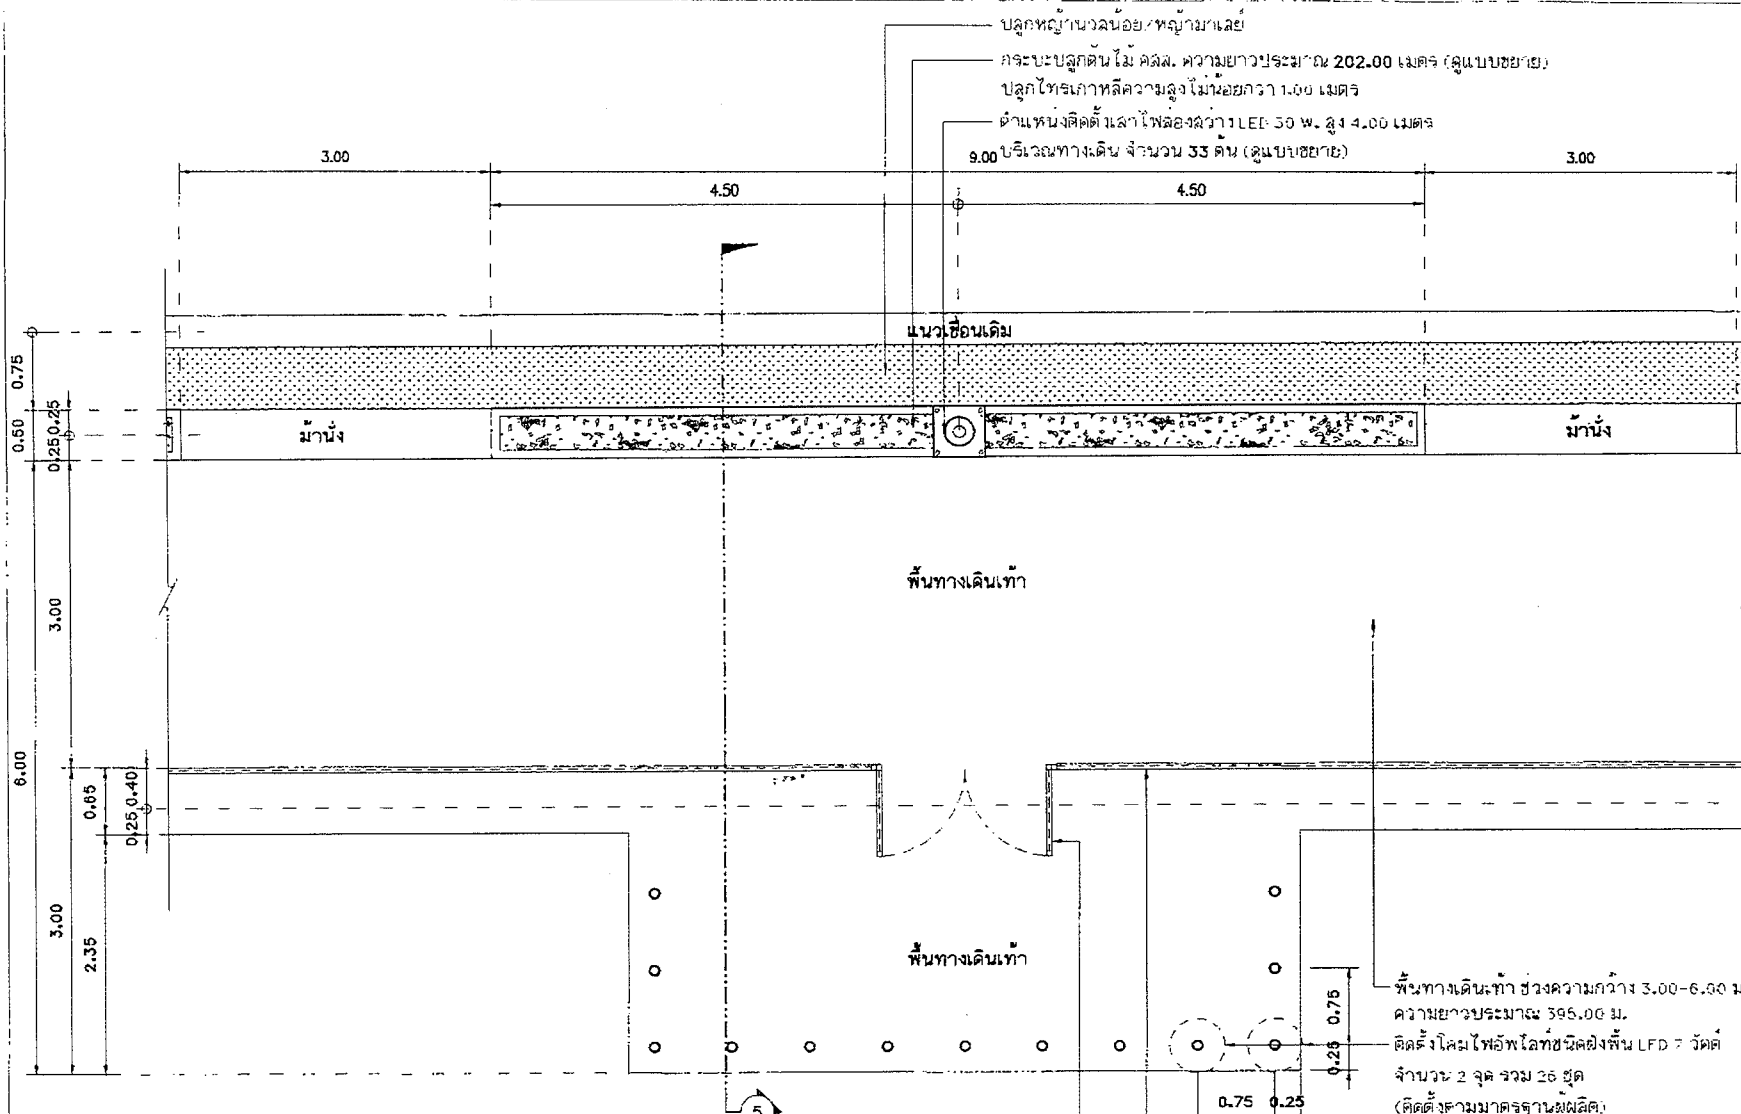 ปลูกหญ้านวลน้อย/หญ้ามาเลย์
กระบะปลูกต้นไม้ คสล. ความยาวประมาณ 202.00 เมตร (ดูแบบขยาย)
ปลูกไทรเกาหลีความสูงไม่น้อยกว่า 1.00 เมตร
ตำแหน่งติดตั้งเสาไฟส่องสว่าง LED 30 w. สูง 4.00 เมตร
บริเวณทางเดิน จำนวน 33 ต้น (ดูแบบขยาย)
3.00
9.00
3.00
4.50
4.50
แนวเขื่อนเดิม
0.75
0.50
0.25
0.25
ม้านั่ง
ม้านั่ง
พื้นทางเดินเท้า
3.00
6.00
0.65
0.40
0.25
3.00
2.35
พื้นทางเดินเท้า
0.75
0.25
พื้นทางเดินเท้า ช่วงความกว้าง 3.00-6.00 ม
ความยาวประมาณ 395.00 ม.
ติดตั้งโคมไฟอัพไลท์ชนิดฝังพื้น LED 7 วัตต์
จำนวน 2 จุด รวม 26 ชุด
(ติดตั้งตามมาตรฐานผู้ผลิต)
0.75
0.25
5